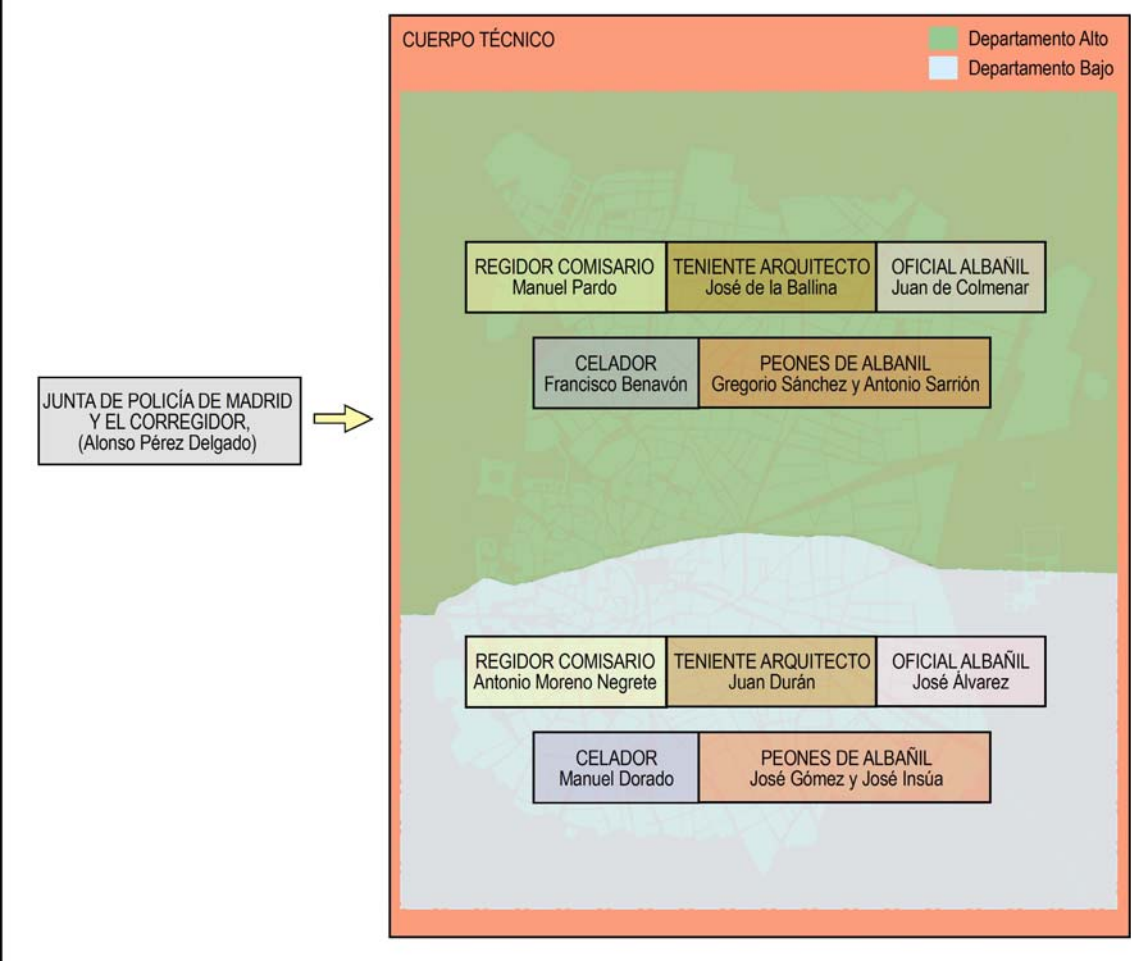 CUERPO TÉCNICO
Departamento Alto
Departamento Bajo
REGIDOR COMISARIO
Manuel Pardo
TENIENTE ARQUITECTO
José de la Ballina
OFICIAL ALBAÑIL
Juan de Colmenar
CELADOR
Francisco Benavón
PEONES DE ALBANIL
Gregorio Sánchez y Antonio Sarrión
JUNTA DE POLICÍA DE MADRID
Y EL CORREGIDOR,
(Alonso Pérez Delgado)
REGIDOR COMISARIO
Antonio Moreno Negrete
TENIENTE ARQUITECTO
Juan Durán
OFICIAL ALBAÑIL
José Álvarez
CELADOR
Manuel Dorado
PEONES DE ALBAÑIL
José Gómez y José Insúa